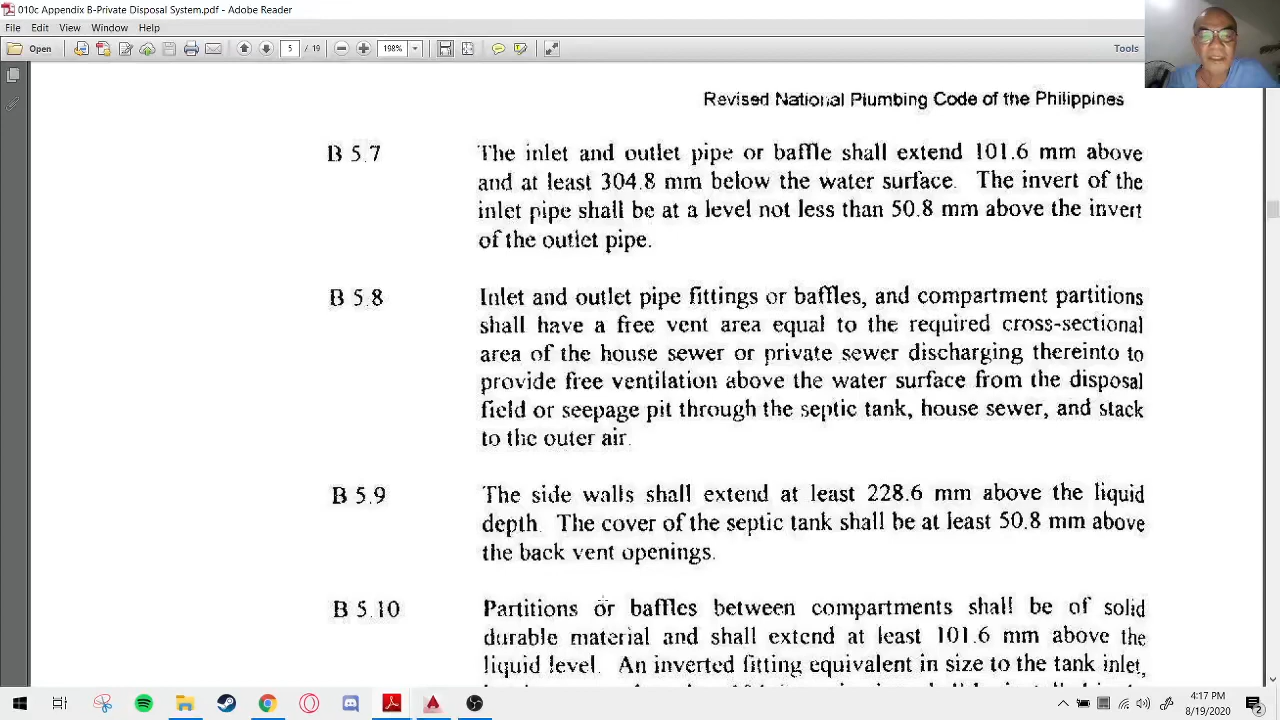 010c Appendix B-Private Disposal System.pdf - Adobe Reader
File Edit View Window Help
Open 5 / 19 198% Tools
Revised National Plumbing Code of the Philippines
B 5.7 The inlet and outlet pipe or baffle shall extend 101.6 mm above
and at least 304.8 mm below the water surface. The invert of the
inlet pipe shall be at a level not less than 50.8 mm above the invert
of the outlet pipe.
B 5.8 Inlet and outlet pipe fittings or baffles, and compartment partitions
shall have a free vent area equal to the required cross-sectional
area of the house sewer or private sewer discharging thereinto to
provide free ventilation above the water surface from the disposal
field or seepage pit through the septic tank, house sewer, and stack
to the outer air.
B 5.9 The side walls shall extend at least 228.6 mm above the liquid
depth. The cover of the septic tank shall be at least 50.8 mm above
the back vent openings.
B 5.10 Partitions or baffles between compartments shall be of solid
durable material and shall extend at least 101.6 mm above the
liquid level. An inverted fitting equivalent in size to the tank inlet,
4:17 PM
8/19/2020
2